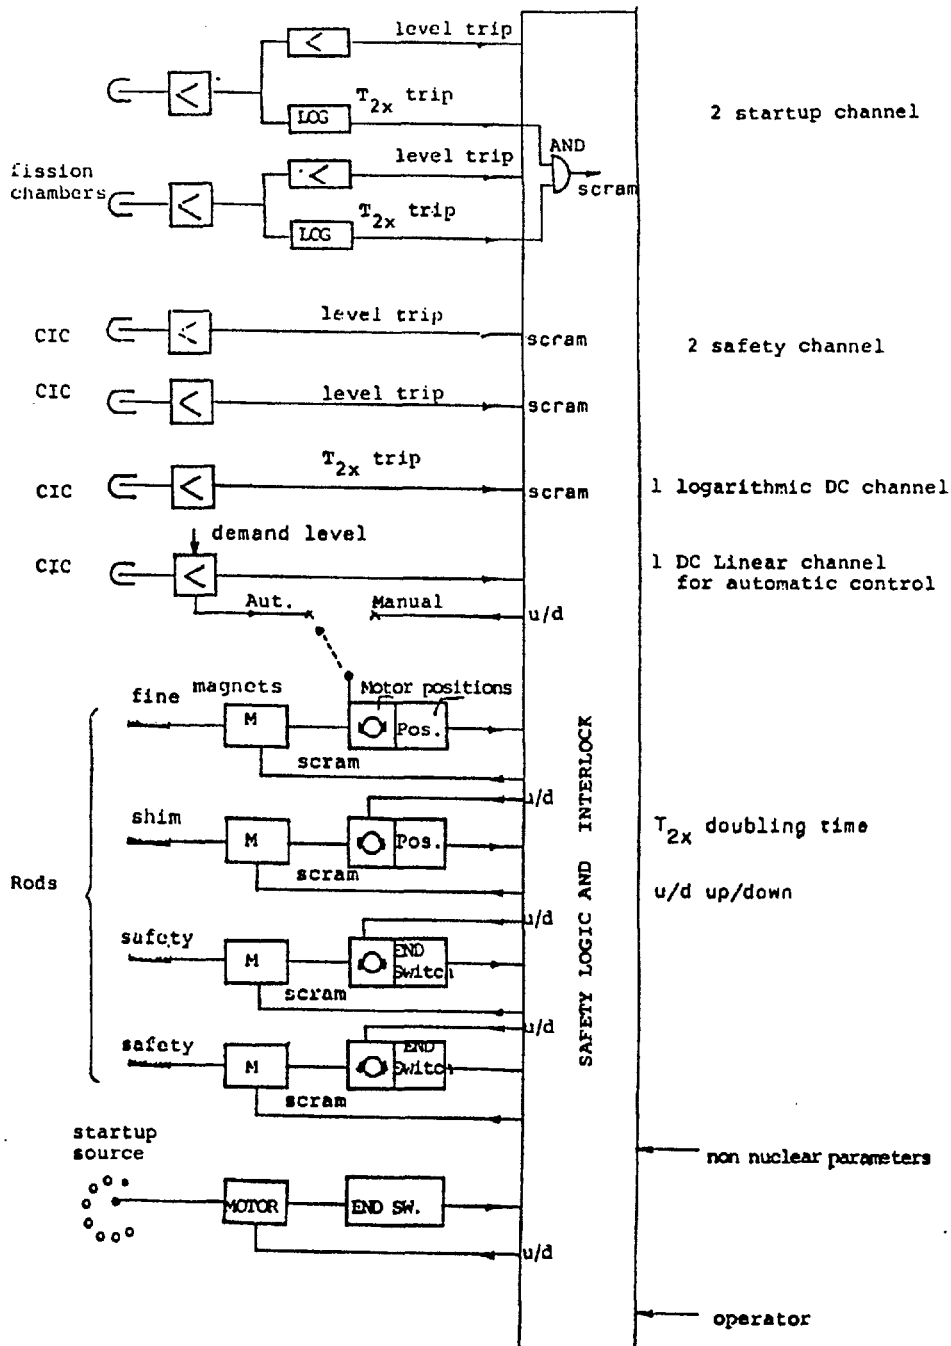 level trip
T2x trip
LOG
2 startup channel
AND
level trip
fission
chambers
scram
T2x trip
LOG
level trip
CIC
scram
2 safety channel
CIC
level trip
scram
T2x trip
CIC
scram
1 logarithmic DC channel
demand level
CIC
1 DC Linear channel
for automatic control
Aut.
Manual
u/d
magnets
Motor positions
fine
M
Pos.
scram
u/d
shim
M
Pos.
T2x doubling time
scram
Rods
u/d up/down
u/d
safety
M
END
Switch
scram
u/d
safety
M
END
Switch
scram
SAFETY LOGIC AND INTERLOCK
startup
source
non nuclear parameters
MOTOR
END SW.
u/d
operator